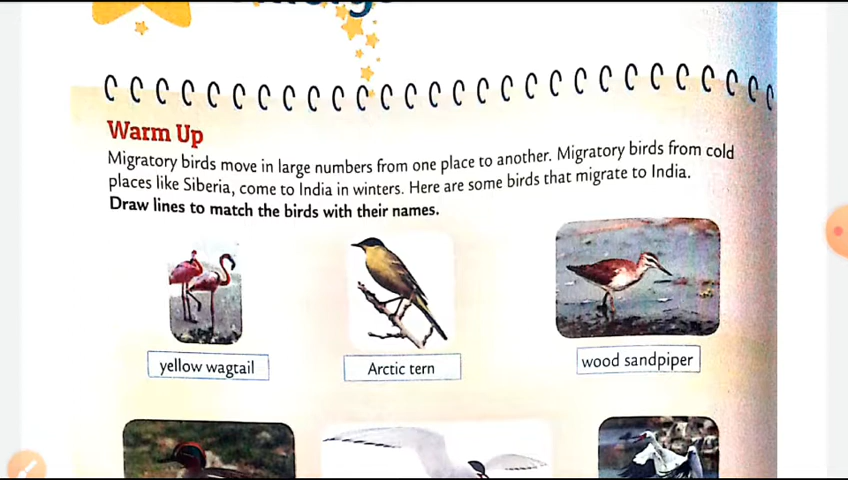 Warm Up
Migratory birds move in large numbers from one place to another. Migratory birds from cold
places like Siberia, come to India in winters. Here are some birds that migrate to India.
Draw lines to match the birds with their names.
yellow wagtail
Arctic tern
wood sandpiper